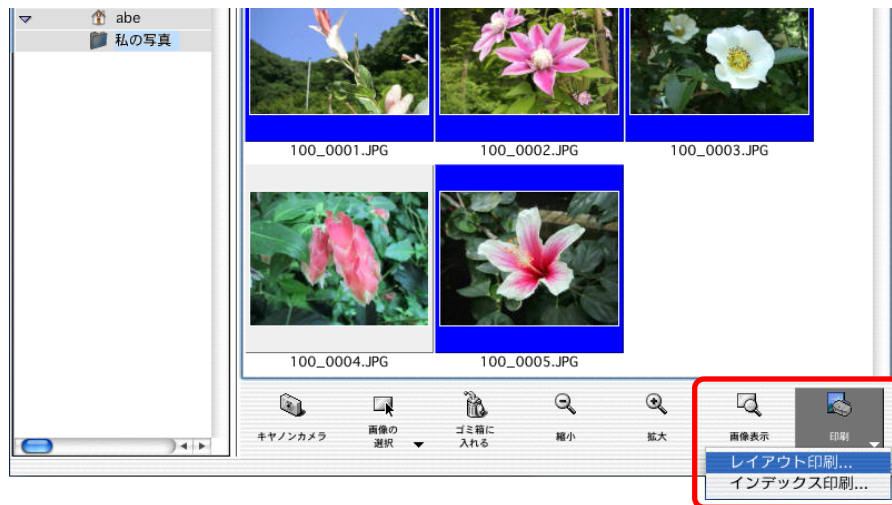 abe
私の写真
100_0001.JPG
100_0002.JPG
100_0003.JPG
100_0004.JPG
100_0005.JPG
キヤノンカメラ
画像の
選択
ゴミ箱に
入れる
縮小
拡大
画像表示
印刷
レイアウト印刷...
インデックス印刷...